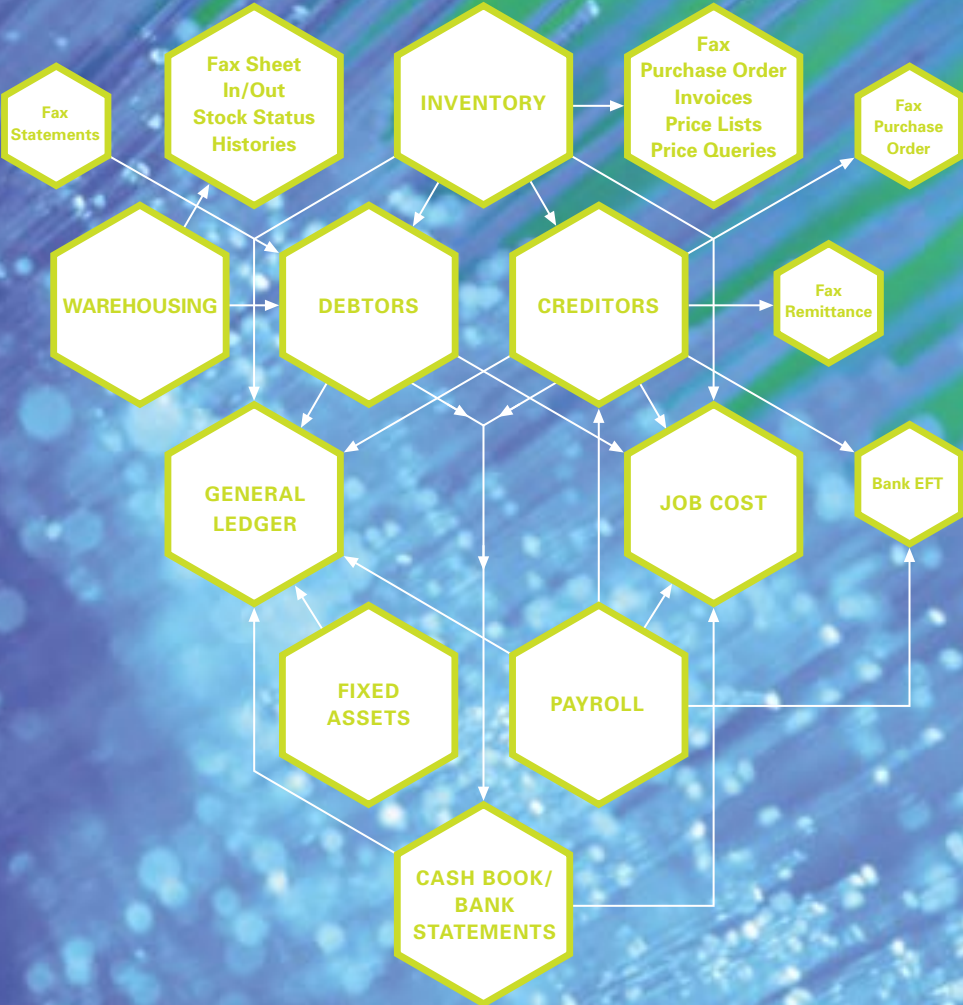 Fax
Statements
Fax Sheet
In/Out
Stock Status
Histories
INVENTORY
Fax
Purchase Order
Invoices
Price Lists
Price Queries
Fax
Purchase
Order
WAREHOUSING
DEBTORS
CREDITORS
Fax
Remittance
GENERAL
LEDGER
JOB COST
Bank EFT
FIXED
ASSETS
PAYROLL
CASH BOOK/
BANK
STATEMENTS